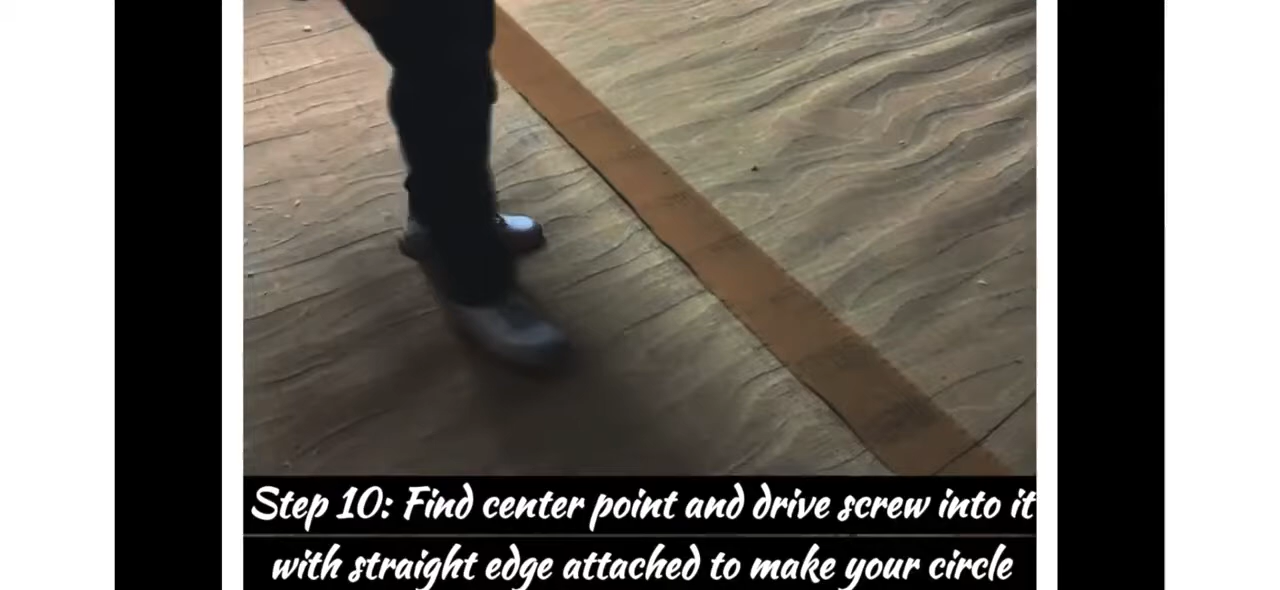 Step 10: Find center point and drive screw into it
with straight edge attached to make your circle